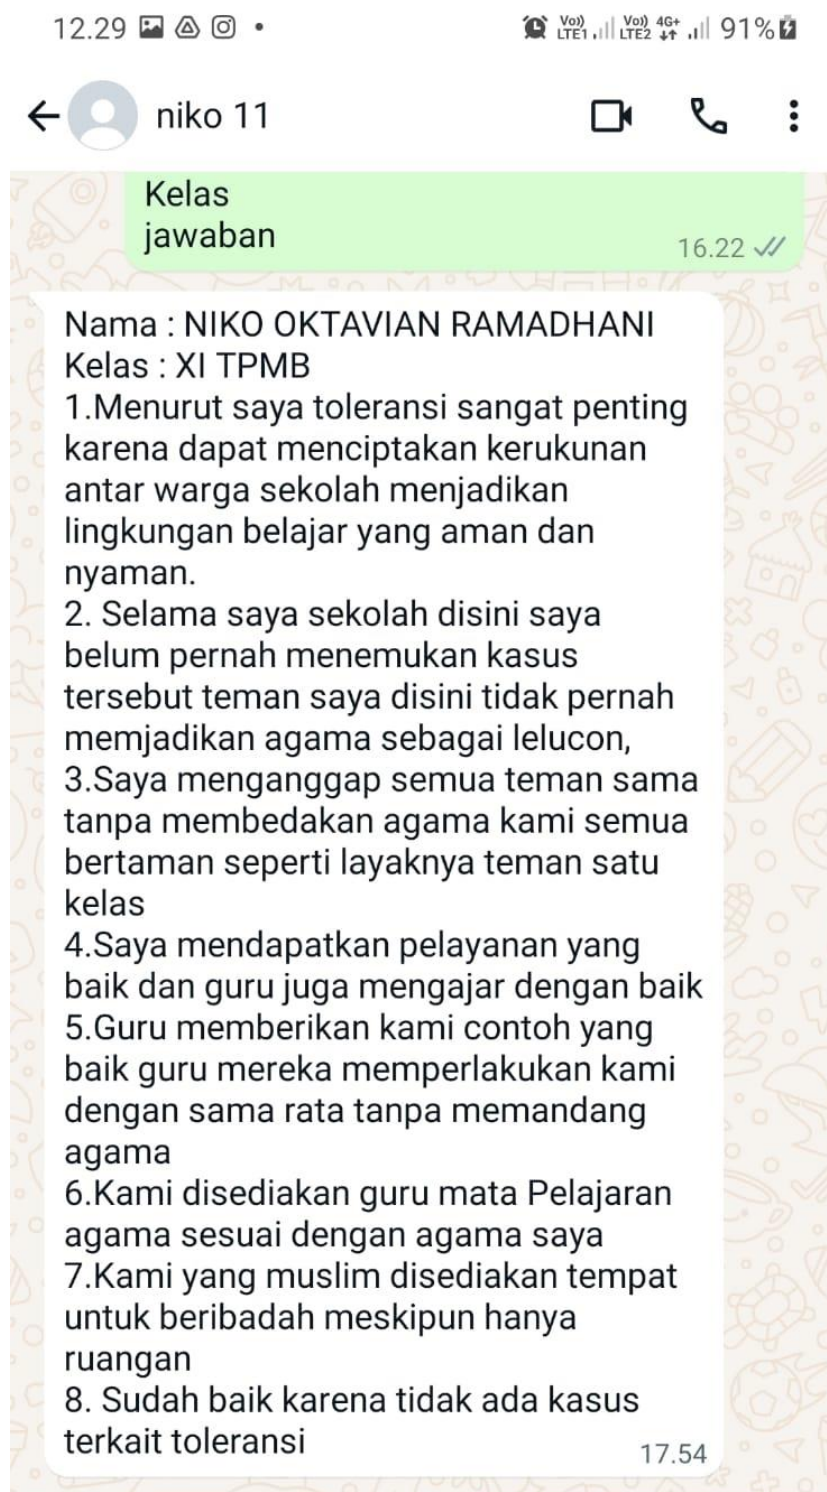 12.29
Vo)) LTE1 Vo)) LTE2 4G+ 91%
niko 11
Kelas
jawaban
16.22
Nama : NIKO OKTAVIAN RAMADHANI
Kelas : XI TPMB
1.Menurut saya toleransi sangat penting
karena dapat menciptakan kerukunan
antar warga sekolah menjadikan
lingkungan belajar yang aman dan
nyaman.
2. Selama saya sekolah disini saya
belum pernah menemukan kasus
tersebut teman saya disini tidak pernah
memjadikan agama sebagai lelucon,
3.Saya menganggap semua teman sama
tanpa membedakan agama kami semua
bertaman seperti layaknya teman satu
kelas
4.Saya mendapatkan pelayanan yang
baik dan guru juga mengajar dengan baik
5.Guru memberikan kami contoh yang
baik guru mereka memperlakukan kami
dengan sama rata tanpa memandang
agama
6.Kami disediakan guru mata Pelajaran
agama sesuai dengan agama saya
7.Kami yang muslim disediakan tempat
untuk beribadah meskipun hanya
ruangan
8. Sudah baik karena tidak ada kasus
terkait toleransi
17.54